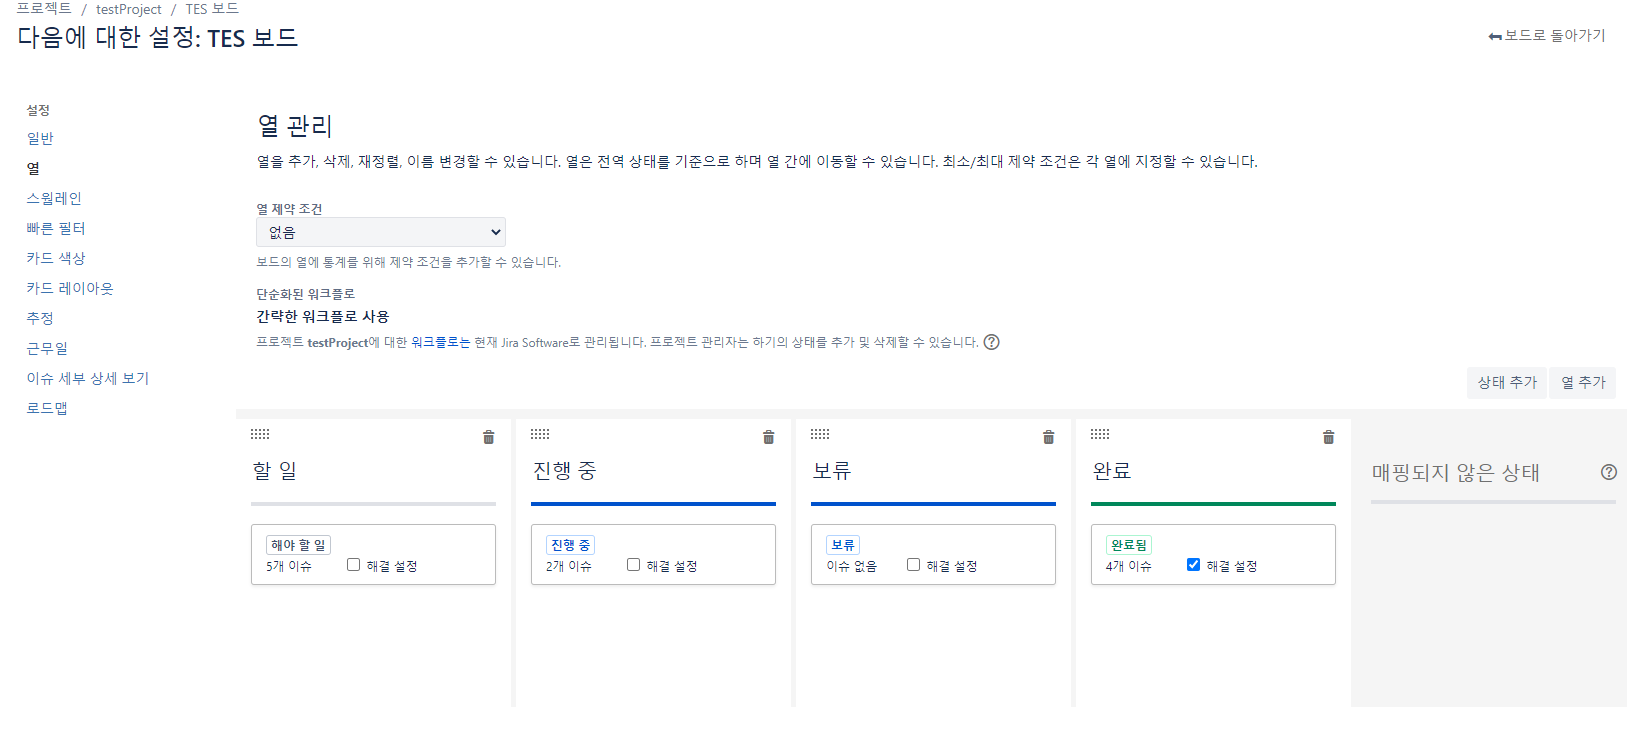 프로젝트 / testProject / TES 보드
다음에 대한 설정: TES 보드
보드로 돌아가기
설정
일반
열
스윔레인
빠른 필터
카드 색상
카드 레이아웃
추정
근무일
이슈 세부 상세 보기
로드맵
열 관리
열을 추가, 삭제, 재정렬, 이름 변경할 수 있습니다. 열은 전역 상태를 기준으로 하며 열 간에 이동할 수 있습니다. 최소/최대 제약 조건은 각 열에 지정할 수 있습니다.
열 제약 조건
없음
보드의 열에 통계를 위해 제약 조건을 추가할 수 있습니다.
단순화된 워크플로
간략한 워크플로 사용
프로젝트 testProject에 대한 워크플로는 현재 Jira Software로 관리됩니다. 프로젝트 관리자는 하기의 상태를 추가 및 삭제할 수 있습니다.
상태 추가 열 추가
할 일
해야 할 일
5개 이슈 해결 설정
진행 중
진행 중
2개 이슈 해결 설정
보류
보류
이슈 없음 해결 설정
완료
완료됨
4개 이슈 해결 설정
매핑되지 않은 상태